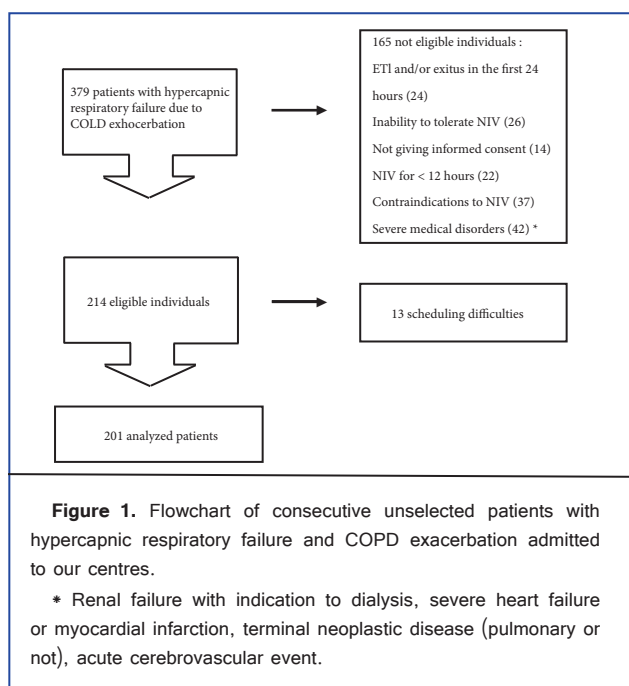 379 patients with hypercapnic
respiratory failure due to
COLD exhocerbation
165 not eligible individuals :
ETI and/or exitus in the first 24
hours (24)
Inability to tolerate NIV (26)
Not giving informed consent (14)
NIV for < 12 hours (22)
Contraindications to NIV (37)
Severe medical disorders (42) *
214 eligible individuals
13 scheduling difficulties
201 analyzed patients
Figure 1. Flowchart of consecutive unselected patients with
hypercapnic respiratory failure and COPD exacerbation admitted
to our centres.
* Renal failure with indication to dialysis, severe heart failure
or myocardial infarction, terminal neoplastic disease (pulmonary or
not), acute cerebrovascular event.